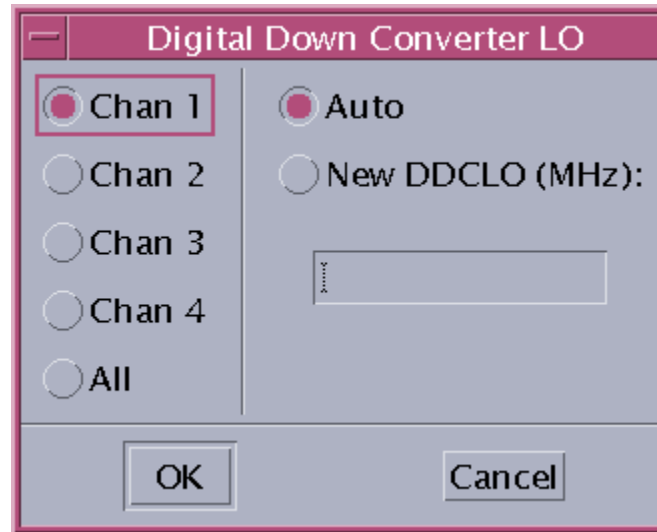 Digital Down Converter LO
Chan 1
Chan 2
Chan 3
Chan 4
All
Auto
New DDCLO (MHz):
OK
Cancel